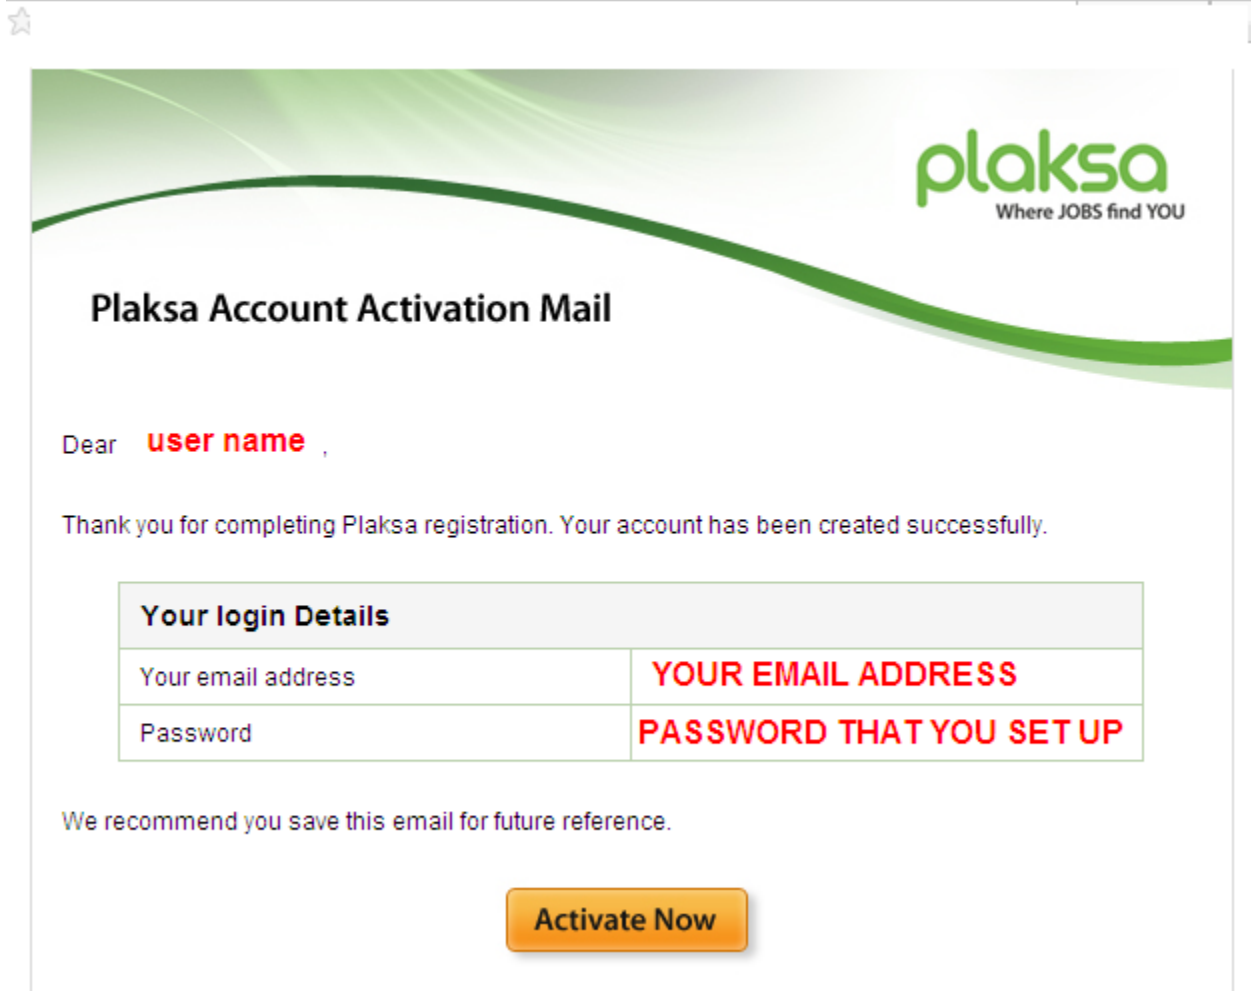 plaksa
Where JOBS find YOU
Plaksa Account Activation Mail
Dear user name ,
Thank you for completing Plaksa registration. Your account has been created successfully.
Your login Details
Your email address YOUR EMAIL ADDRESS
Password PASSWORD THAT YOU SET UP
We recommend you save this email for future reference.
Activate Now